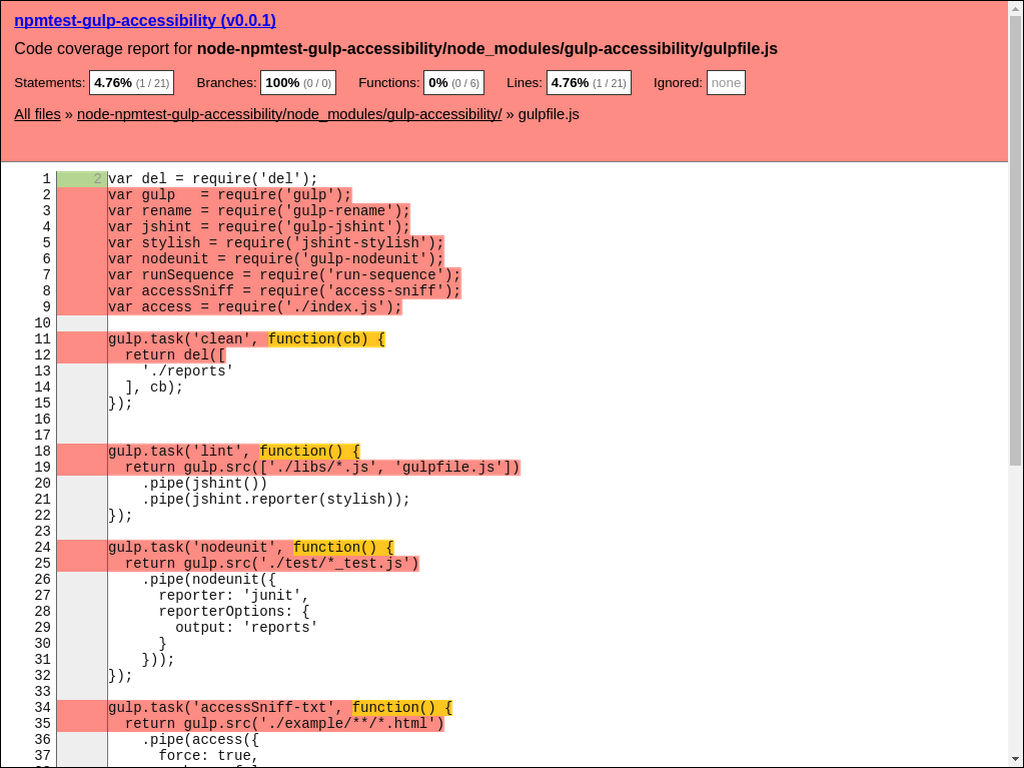 npmtest-gulp-accessibility (v0.0.1)
Code coverage report for node-npmtest-gulp-accessibility/node_modules/gulp-accessibility/gulpfile.js
Statements: 4.76% (1 / 21) Branches: 100% (0 / 0) Functions: 0% (0 / 6) Lines: 4.76% (1 / 21) Ignored: none
All files » node-npmtest-gulp-accessibility/node_modules/gulp-accessibility/ » gulpfile.js
1 2 var del = require('del');
2 var gulp   = require('gulp');
3 var rename = require('gulp-rename');
4 var jshint = require('gulp-jshint');
5 var stylish = require('jshint-stylish');
6 var nodeunit = require('gulp-nodeunit');
7 var runSequence = require('run-sequence');
8 var accessSniff = require('access-sniff');
9 var access = require('./index.js');
10
11 gulp.task('clean', function(cb) {
12   return del([
13     './reports'
14   ], cb);
15 });
16
17
18 gulp.task('lint', function() {
19   return gulp.src(['./libs/*.js', 'gulpfile.js'])
20     .pipe(jshint())
21     .pipe(jshint.reporter(stylish));
22 });
23
24 gulp.task('nodeunit', function() {
25   return gulp.src('./test/*_test.js')
26     .pipe(nodeunit({
27       reporter: 'junit',
28       reporterOptions: {
29         output: 'reports'
30       }
31     }));
32 });
33
34 gulp.task('accessSniff-txt', function() {
35   return gulp.src('./example/**/*.html')
36     .pipe(access({
37       force: true,